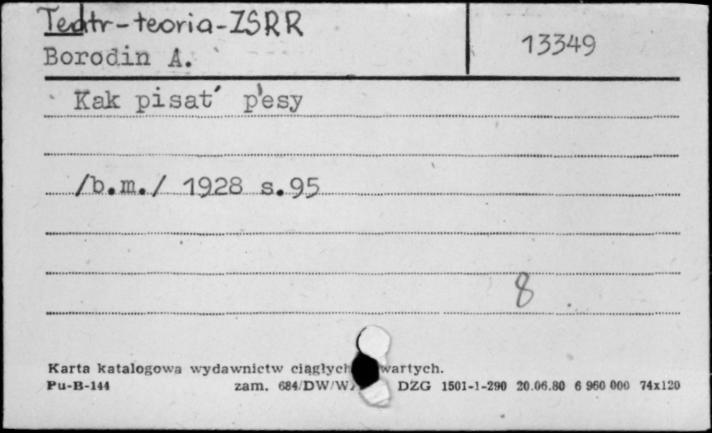 Teatr-teoria-ZSRR
13349
Borodin A.
Kak pisat´ p'esy
/b.m./ 1928 s.95
8
Karta katalogowa wydawnictw ciągłych wartych.
Pu-B-144 zam. 684/DW/W DZG 1501-1-290 20.06.80 6 960 000 74x120